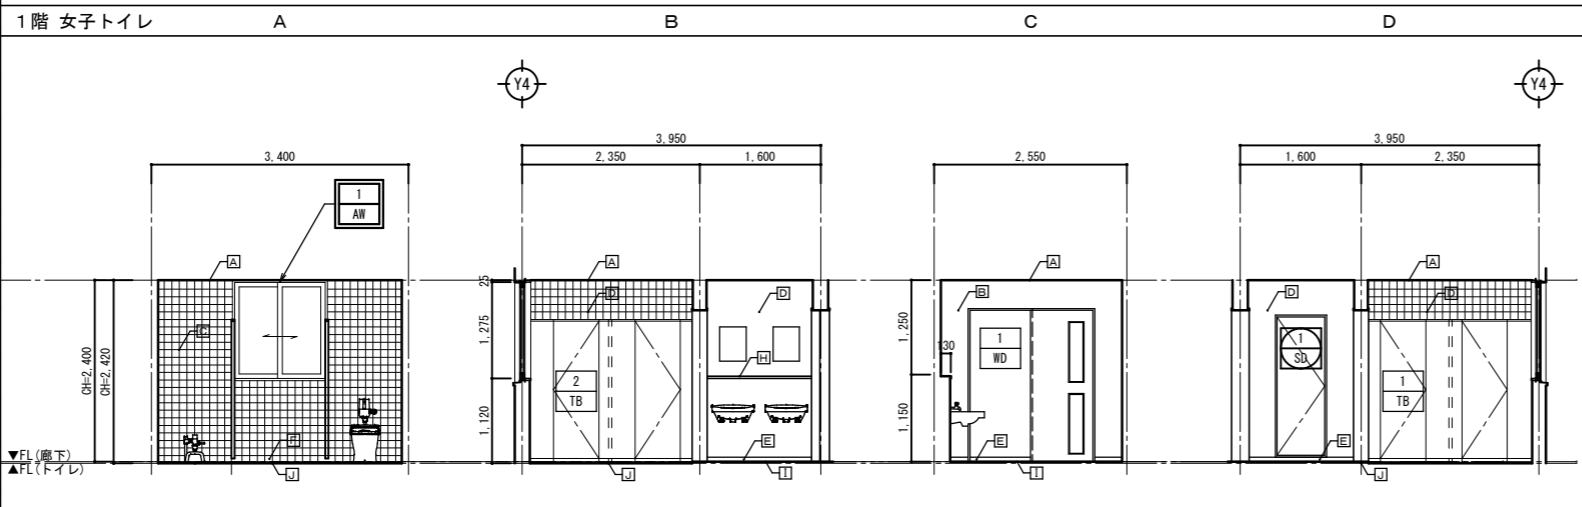 1階 女子トイレ A B C D
Y4 Y4
3,950 3,950
3,400 2,350 1,600 2,550 1,600 2,350
1
AW
A A A A
25
B D D D D
C
1,275 1,250
CH=2,400
CH=2,420
130
1
WD
1
SD
H
2
TB
1
TB
1,120 1,150
F E E E
▼FL(廊下)
▲FL(トイレ)
J J I I J